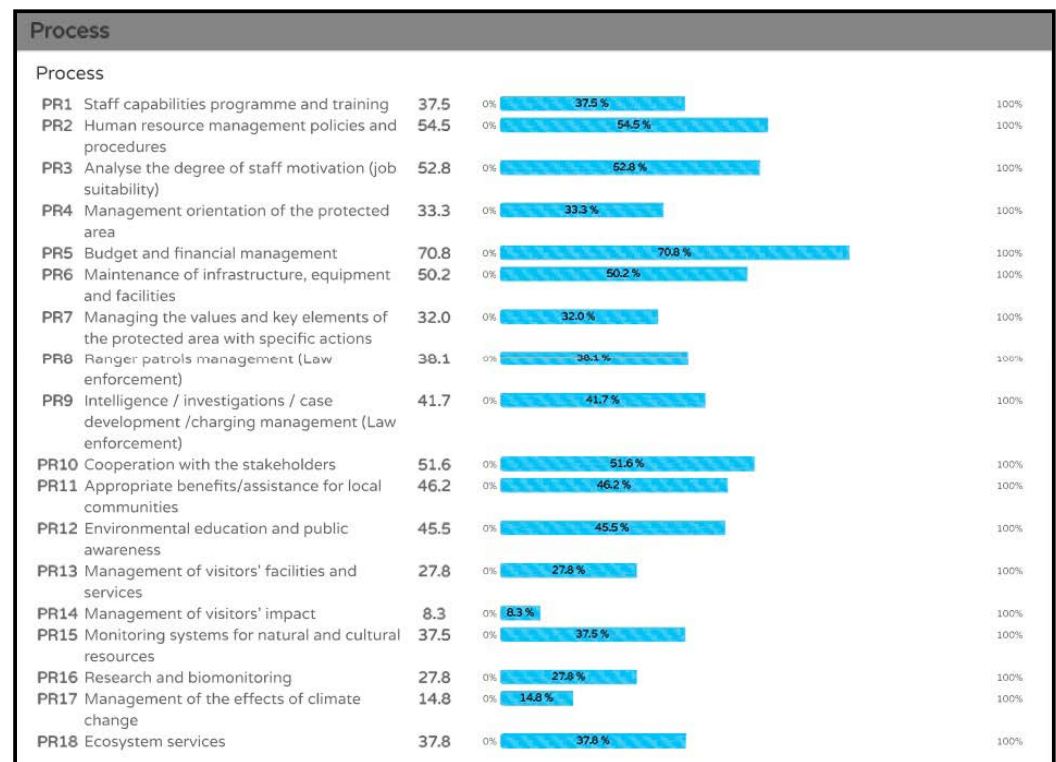 Process
Process
PR1 Staff capabilities programme and training 37.5 0% 37.5 % 100%
PR2 Human resource management policies and 54.5 0% 54.5 % 100%
procedures
PR3 Analyse the degree of staff motivation (job 52.8 0% 52.8 % 100%
suitability)
PR4 Management orientation of the protected 33.3 0% 33.3 % 100%
area
PR5 Budget and financial management 70.8 0% 70.8 % 100%
PR6 Maintenance of infrastructure, equipment 50.2 0% 50.2 % 100%
and facilities
PR7 Managing the values and key elements of 32.0 0% 32.0 % 100%
the protected area with specific actions
PR8 Ranger patrols management (Law 38.1 0% 38.1 % 100%
enforcement)
PR9 Intelligence / investigations / case 41.7 0% 41.7 % 100%
development /charging management (Law
enforcement)
PR10 Cooperation with the stakeholders 51.6 0% 51.6 % 100%
PR11 Appropriate benefits/assistance for local 46.2 0% 46.2 % 100%
communities
PR12 Environmental education and public 45.5 0% 45.5 % 100%
awareness
PR13 Management of visitors' facilities and 27.8 0% 27.8 % 100%
services
PR14 Management of visitors' impact 8.3 0% 8.3 % 100%
PR15 Monitoring systems for natural and cultural 37.5 0% 37.5 % 100%
resources
PR16 Research and biomonitoring 27.8 0% 27.8 % 100%
PR17 Management of the effects of climate 14.8 0% 14.8 % 100%
change
PR18 Ecosystem services 37.8 0% 37.8 % 100%